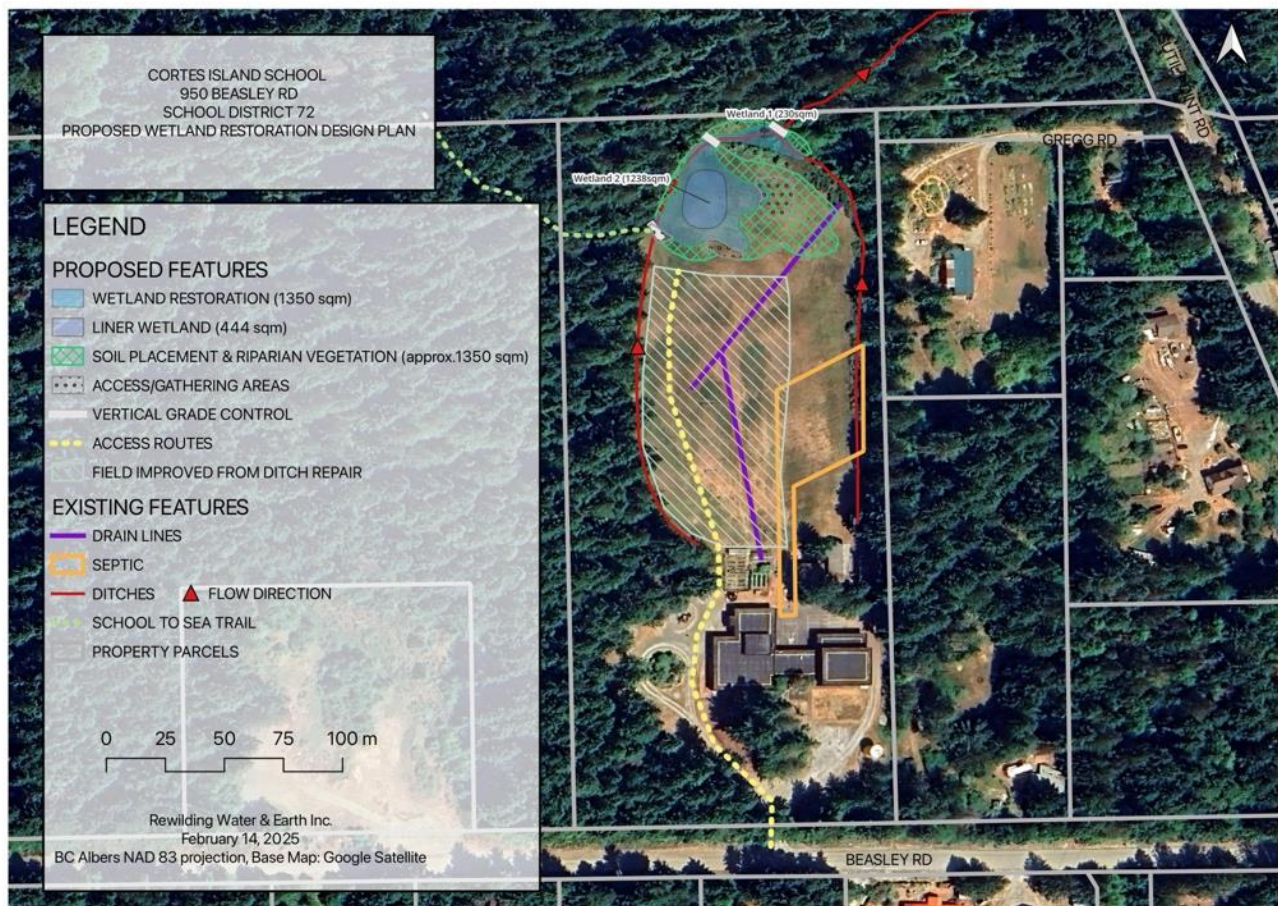 CORTES ISLAND SCHOOL
950 BEASLEY RD
SCHOOL DISTRICT 72
PROPOSED WETLAND RESTORATION DESIGN PLAN
LEGEND
PROPOSED FEATURES
WETLAND RESTORATION (1350 sqm)
LINER WETLAND (444 sqm)
SOIL PLACEMENT & RIPARIAN VEGETATION (approx.1350 sqm)
ACCESS/GATHERING AREAS
VERTICAL GRADE CONTROL
ACCESS ROUTES
FIELD IMPROVED FROM DITCH REPAIR
EXISTING FEATURES
DRAIN LINES
SEPTIC
DITCHES FLOW DIRECTION
SCHOOL TO SEA TRAIL
PROPERTY PARCELS
0 25 50 75 100 m
Rewilding Water & Earth Inc.
February 14, 2025
BC Albers NAD 83 projection, Base Map: Google Satellite
Wetland 1 (230sqm)
Wetland 2 (1238sqm)
GREGG RD
BEASLEY RD